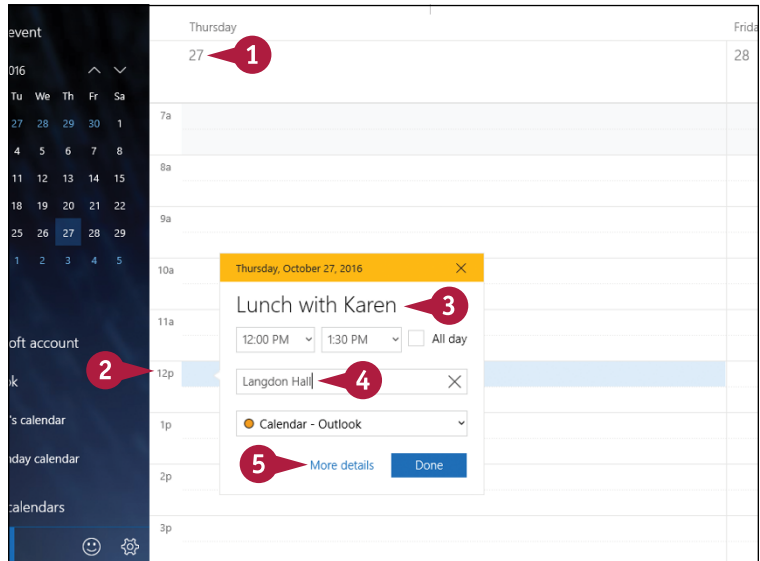 event
Thursday
Frida
1
27
28
016
Tu We Th Fr Sa
27 28 29 30 1
4 5 6 7 8
11 12 13 14 15
18 19 20 21 22
25 26 27 28 29
1 2 3 4 5
oft account
ok
's calendar
nday calendar
calendars
7a
8a
9a
10a
11a
2
12p
1p
2p
3p
Thursday, October 27, 2016
Lunch with Karen
3
12:00 PM 1:30 PM All day
Langdon Hall
4
Calendar - Outlook
5
More details Done